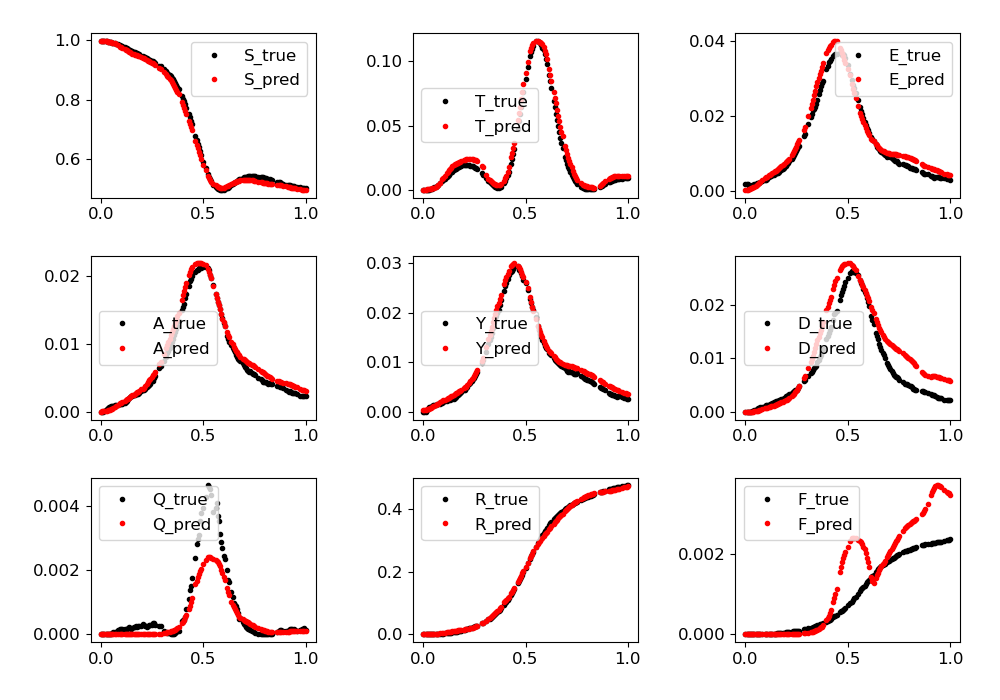 1.0
0.8
0.6
S_true
S_pred
0.0 0.5 1.0
0.10
0.05
0.00
T_true
T_pred
0.0 0.5 1.0
0.04
0.02
0.00
E_true
E_pred
0.0 0.5 1.0
0.02
0.01
0.00
A_true
A_pred
0.0 0.5 1.0
0.03
0.02
0.01
0.00
Y_true
Y_pred
0.0 0.5 1.0
0.02
0.01
0.00
D_true
D_pred
0.0 0.5 1.0
0.004
0.002
0.000
Q_true
Q_pred
0.0 0.5 1.0
0.4
0.2
0.0
R_true
R_pred
0.0 0.5 1.0
0.002
0.000
F_true
F_pred
0.0 0.5 1.0